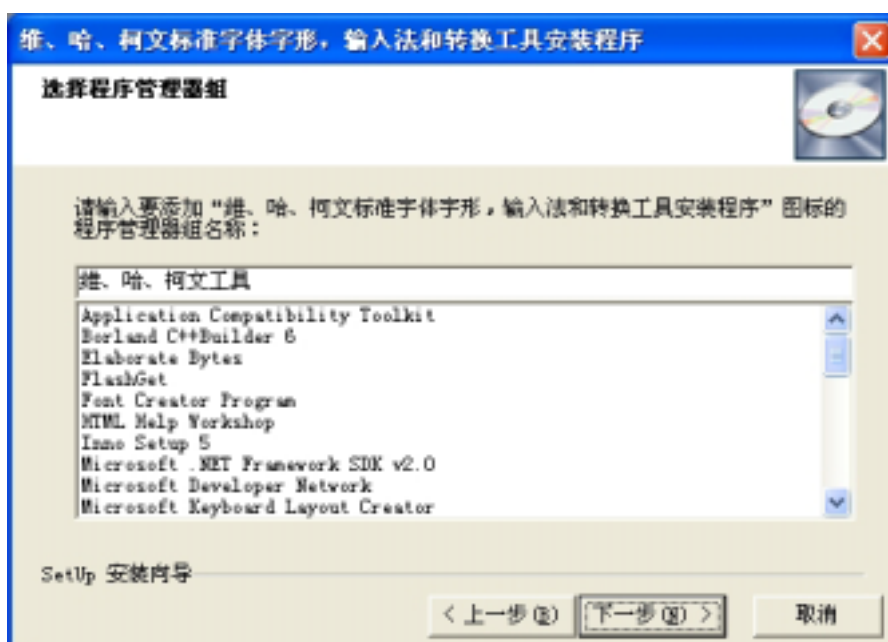 维、哈、柯文标准字体字形，输入法和转换工具安装程序
选择程序管理器组
请输入要添加“维、哈、柯文标准字体字形，输入法和转换工具安装程序”图标的
程序管理器组名称：
维、哈、柯文工具
Application Compatibility Toolkit
Borland C++Builder 6
Elaborate Bytes
FlashGet
Font Creator Program
HTML Help Workshop
Inno Setup 5
Microsoft .NET Framework SDK v2.0
Microsoft Developer Network
Microsoft Keyboard Layout Creator
SetUp 安装向导
< 上一步(B)
下一步(N) >
取消